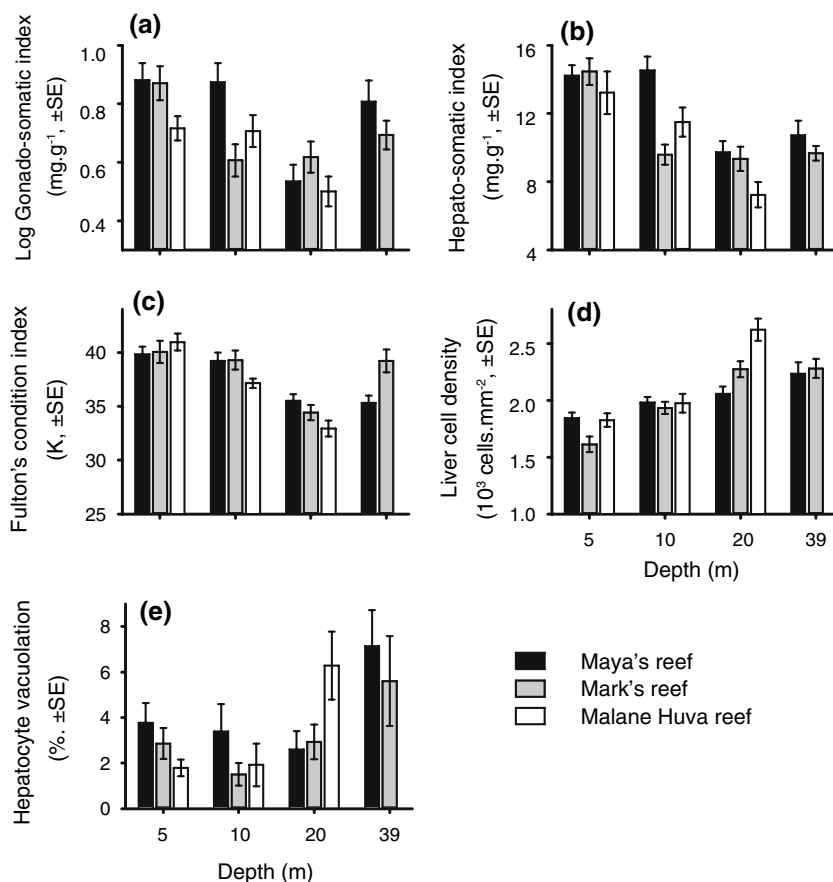 (a)
Log Gonado-somatic index
(mg.g⁻¹, ±SE)
1.0
0.8
0.6
0.4
(b)
Hepato-somatic index
(mg.g⁻¹, ±SE)
16
12
8
4
(c)
Fulton's condition index
(K, ±SE)
40
35
30
25
(d)
Liver cell density
(10³ cells.mm⁻², ±SE)
2.5
2.0
1.5
1.0
5 10 20 39
Depth (m)
(e)
Hepatocyte vacuolation
(%. ±SE)
8
6
4
2
0
5 10 20 39
Depth (m)
Maya's reef
Mark's reef
Malane Huva reef